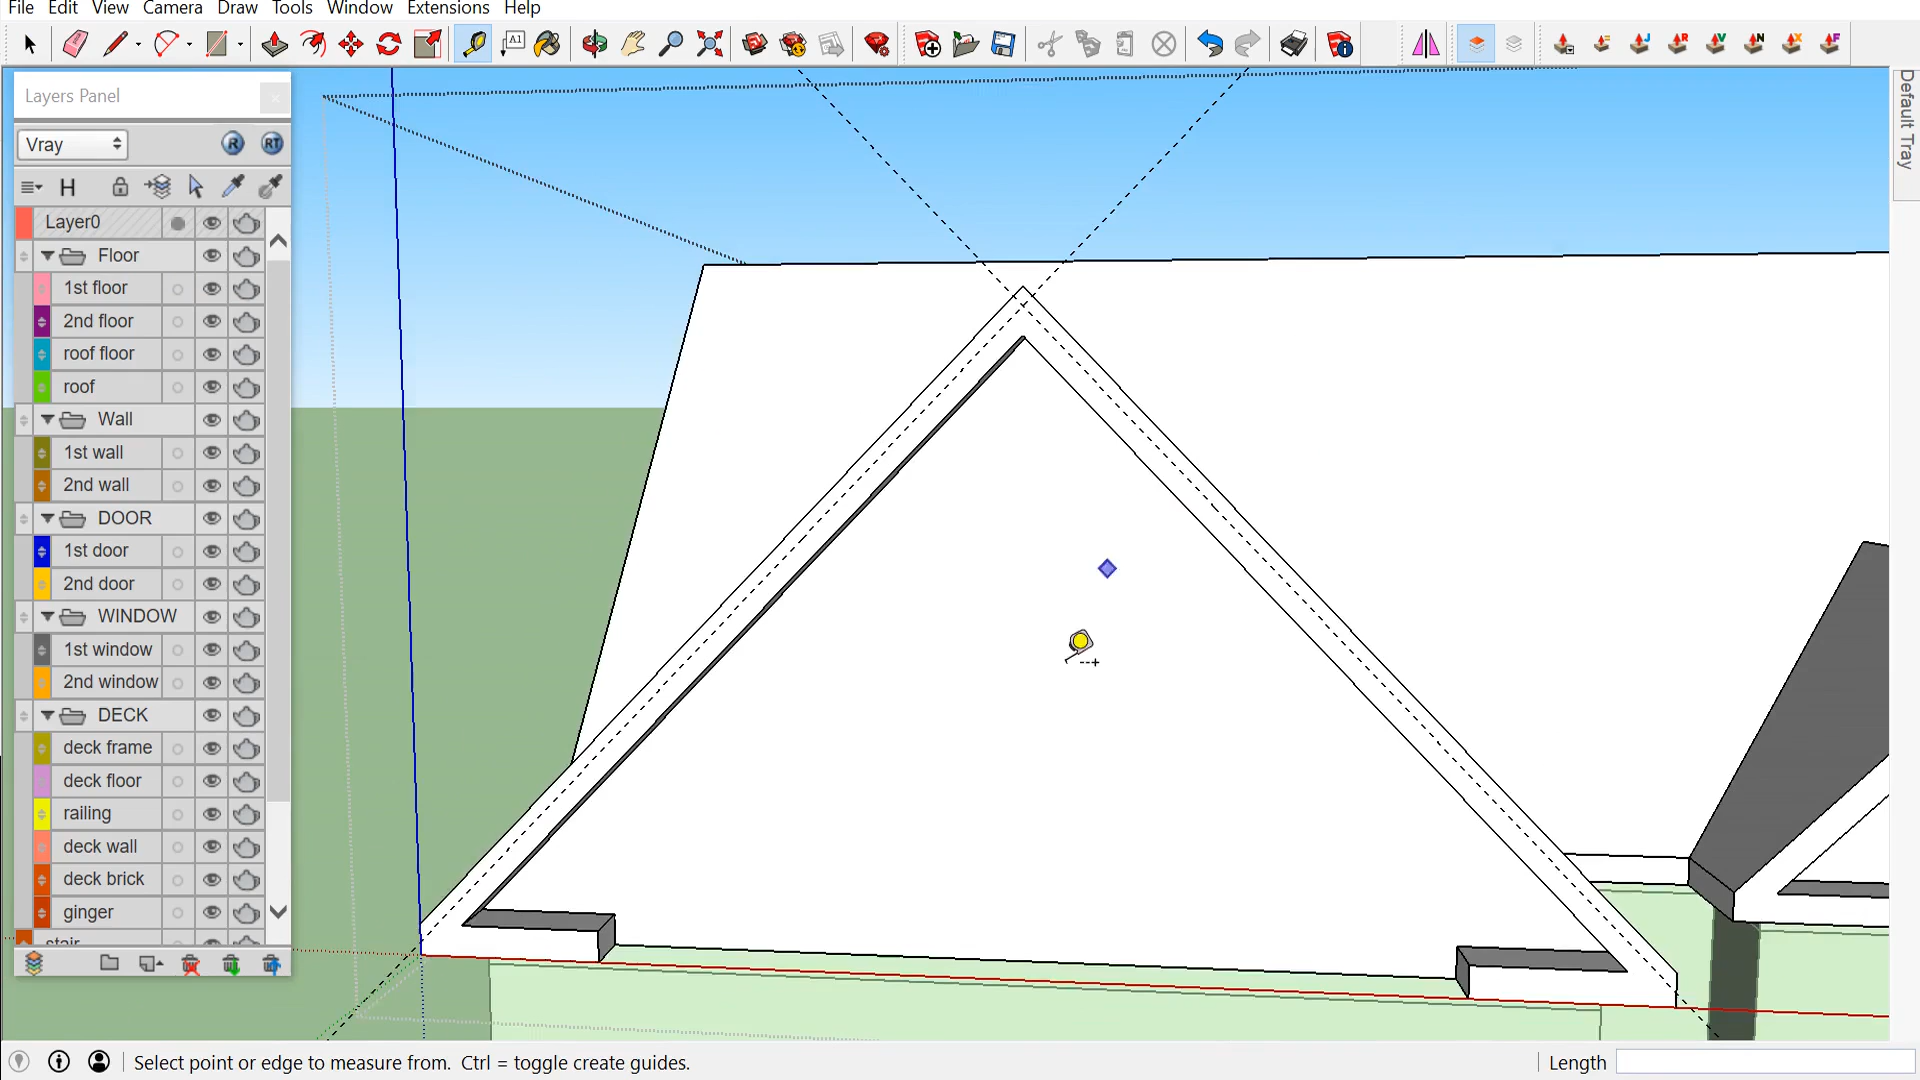 File Edit View Camera Draw Tools Window Extensions Help
A1
Layers Panel
Default Tray
Vray
R RT
H
Layer0
Floor
1st floor
2nd floor
roof floor
roof
Wall
1st wall
2nd wall
DOOR
1st door
2nd door
WINDOW
1st window
2nd window
DECK
deck frame
deck floor
railing
deck wall
deck brick
ginger
stair
Select point or edge to measure from. Ctrl = toggle create guides.
Length